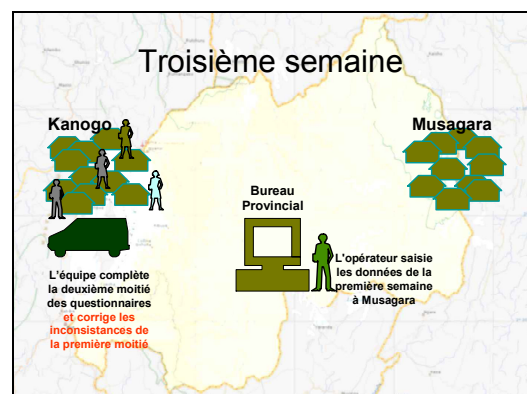 Troisième semaine
Kanogo
Musagara
Bureau
Provincial
L'opérateur saisie
les données de la
première semaine
à Musagara
L'équipe complète
la deuxième moitié
des questionnaires
et corrige les
inconsistances de
la première moitié